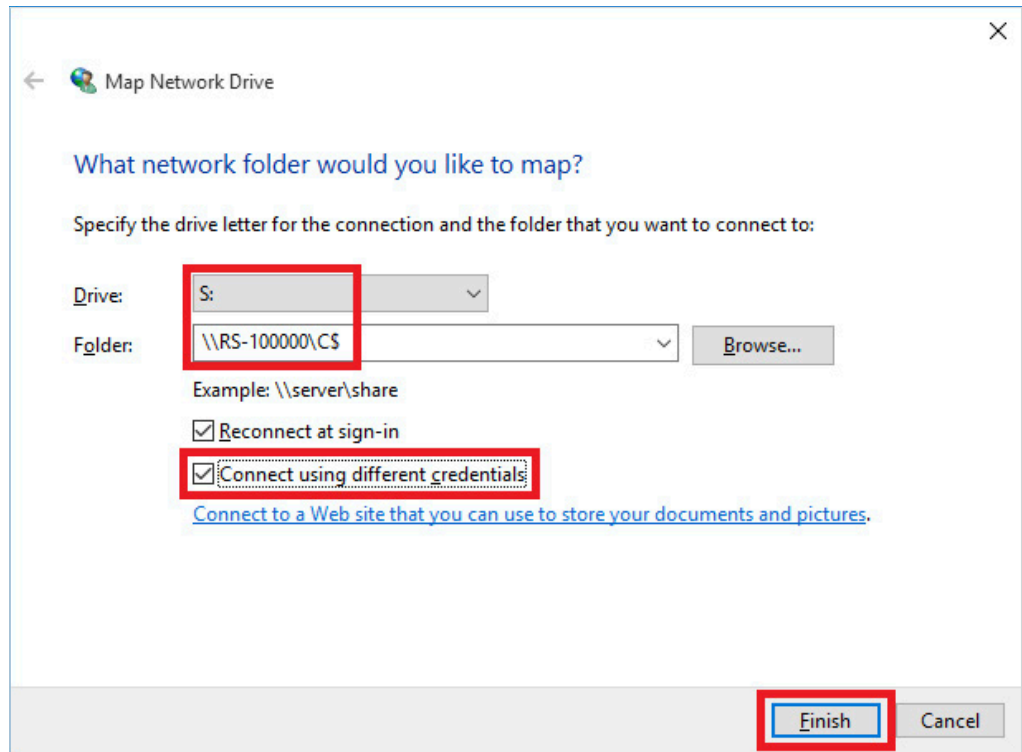 Map Network Drive
What network folder would you like to map?
Specify the drive letter for the connection and the folder that you want to connect to:
Drive: S:
Folder: \\RS-100000\C$ Browse...
Example: \\server\share
Reconnect at sign-in
Connect using different credentials
Connect to a Web site that you can use to store your documents and pictures.
Finish Cancel